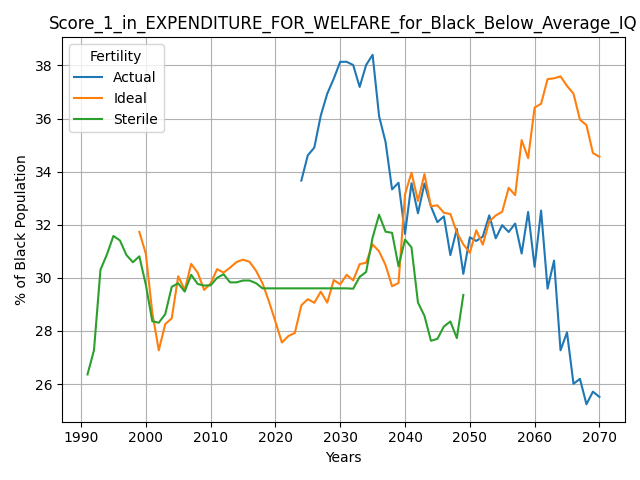 Score_1_in_EXPENDITURE_FOR_WELFARE_for_Black_Below_Average_IQ
Fertility
Actual
Ideal
Sterile
% of Black Population
38
36
34
32
30
28
26
1990
2000
2010
2020
2030
2040
2050
2060
2070
Years